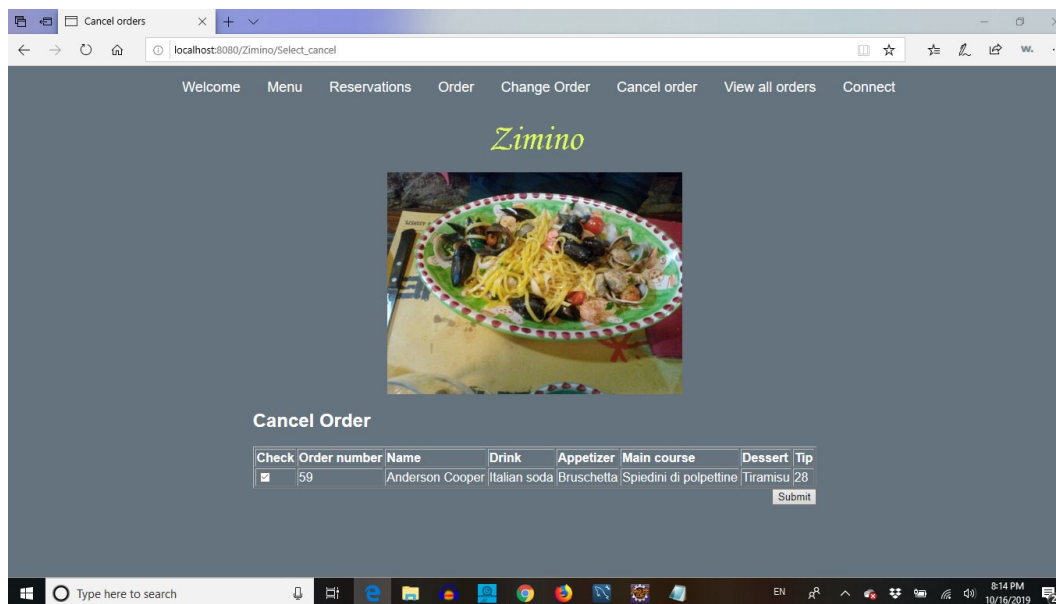 Cancel orders
localhost:8080/Zimino/Select_cancel
W.
Welcome Menu Reservations Order Change Order Cancel order View all orders Connect
Zimino
Cancel Order
Check Order number Name Drink Appetizer Main course Dessert Tip
59 Anderson Cooper Italian soda Bruschetta Spiedini di polpettine Tiramisu 28
Submit
Type here to search
EN
8:14 PM
10/16/2019
2